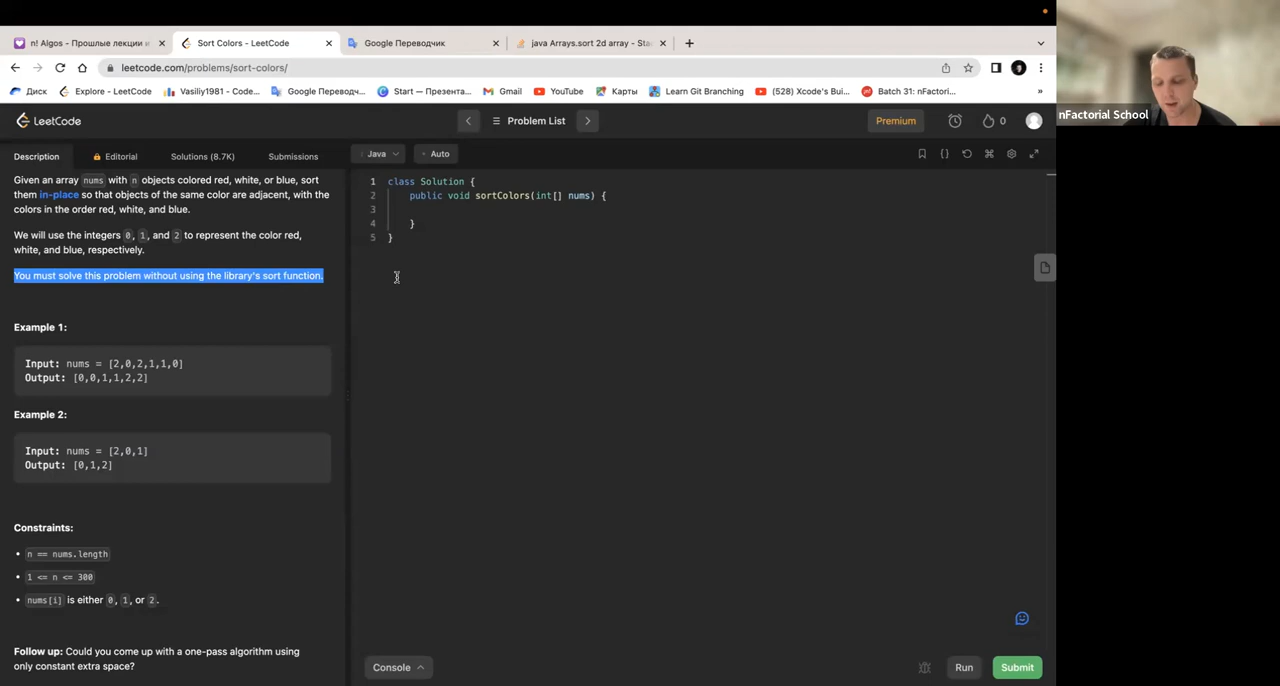 n! Algos - Прошлые лекции и
Sort Colors - LeetCode
Google Переводчик
java Arrays.sort 2d array - Sta
leetcode.com/problems/sort-colors/
Диск
Explore - LeetCode
Vasiliy1981 - Code...
Google Переводч...
Start — Презента...
Gmail
YouTube
Карты
Learn Git Branching
(528) Xcode's Bui...
Batch 31: nFactori...
»
nFactorial School
LeetCode
Problem List
Premium
0
Description
Editorial
Solutions (8.7K)
Submissions
Java
Auto
Given an array nums with n objects colored red, white, or blue, sort
them in-place so that objects of the same color are adjacent, with the
colors in the order red, white, and blue.
We will use the integers 0, 1, and 2 to represent the color red,
white, and blue, respectively.
You must solve this problem without using the library's sort function.
Example 1:
Input: nums = [2,0,2,1,1,0]
Output: [0,0,1,1,2,2]
Example 2:
Input: nums = [2,0,1]
Output: [0,1,2]
Constraints:
• n == nums.length
• 1 <= n <= 300
• nums[i] is either 0, 1, or 2.
Follow up: Could you come up with a one-pass algorithm using
only constant extra space?
1 class Solution {
2 public void sortColors(int[] nums) {
3
4 }
5 }
Console
Run
Submit